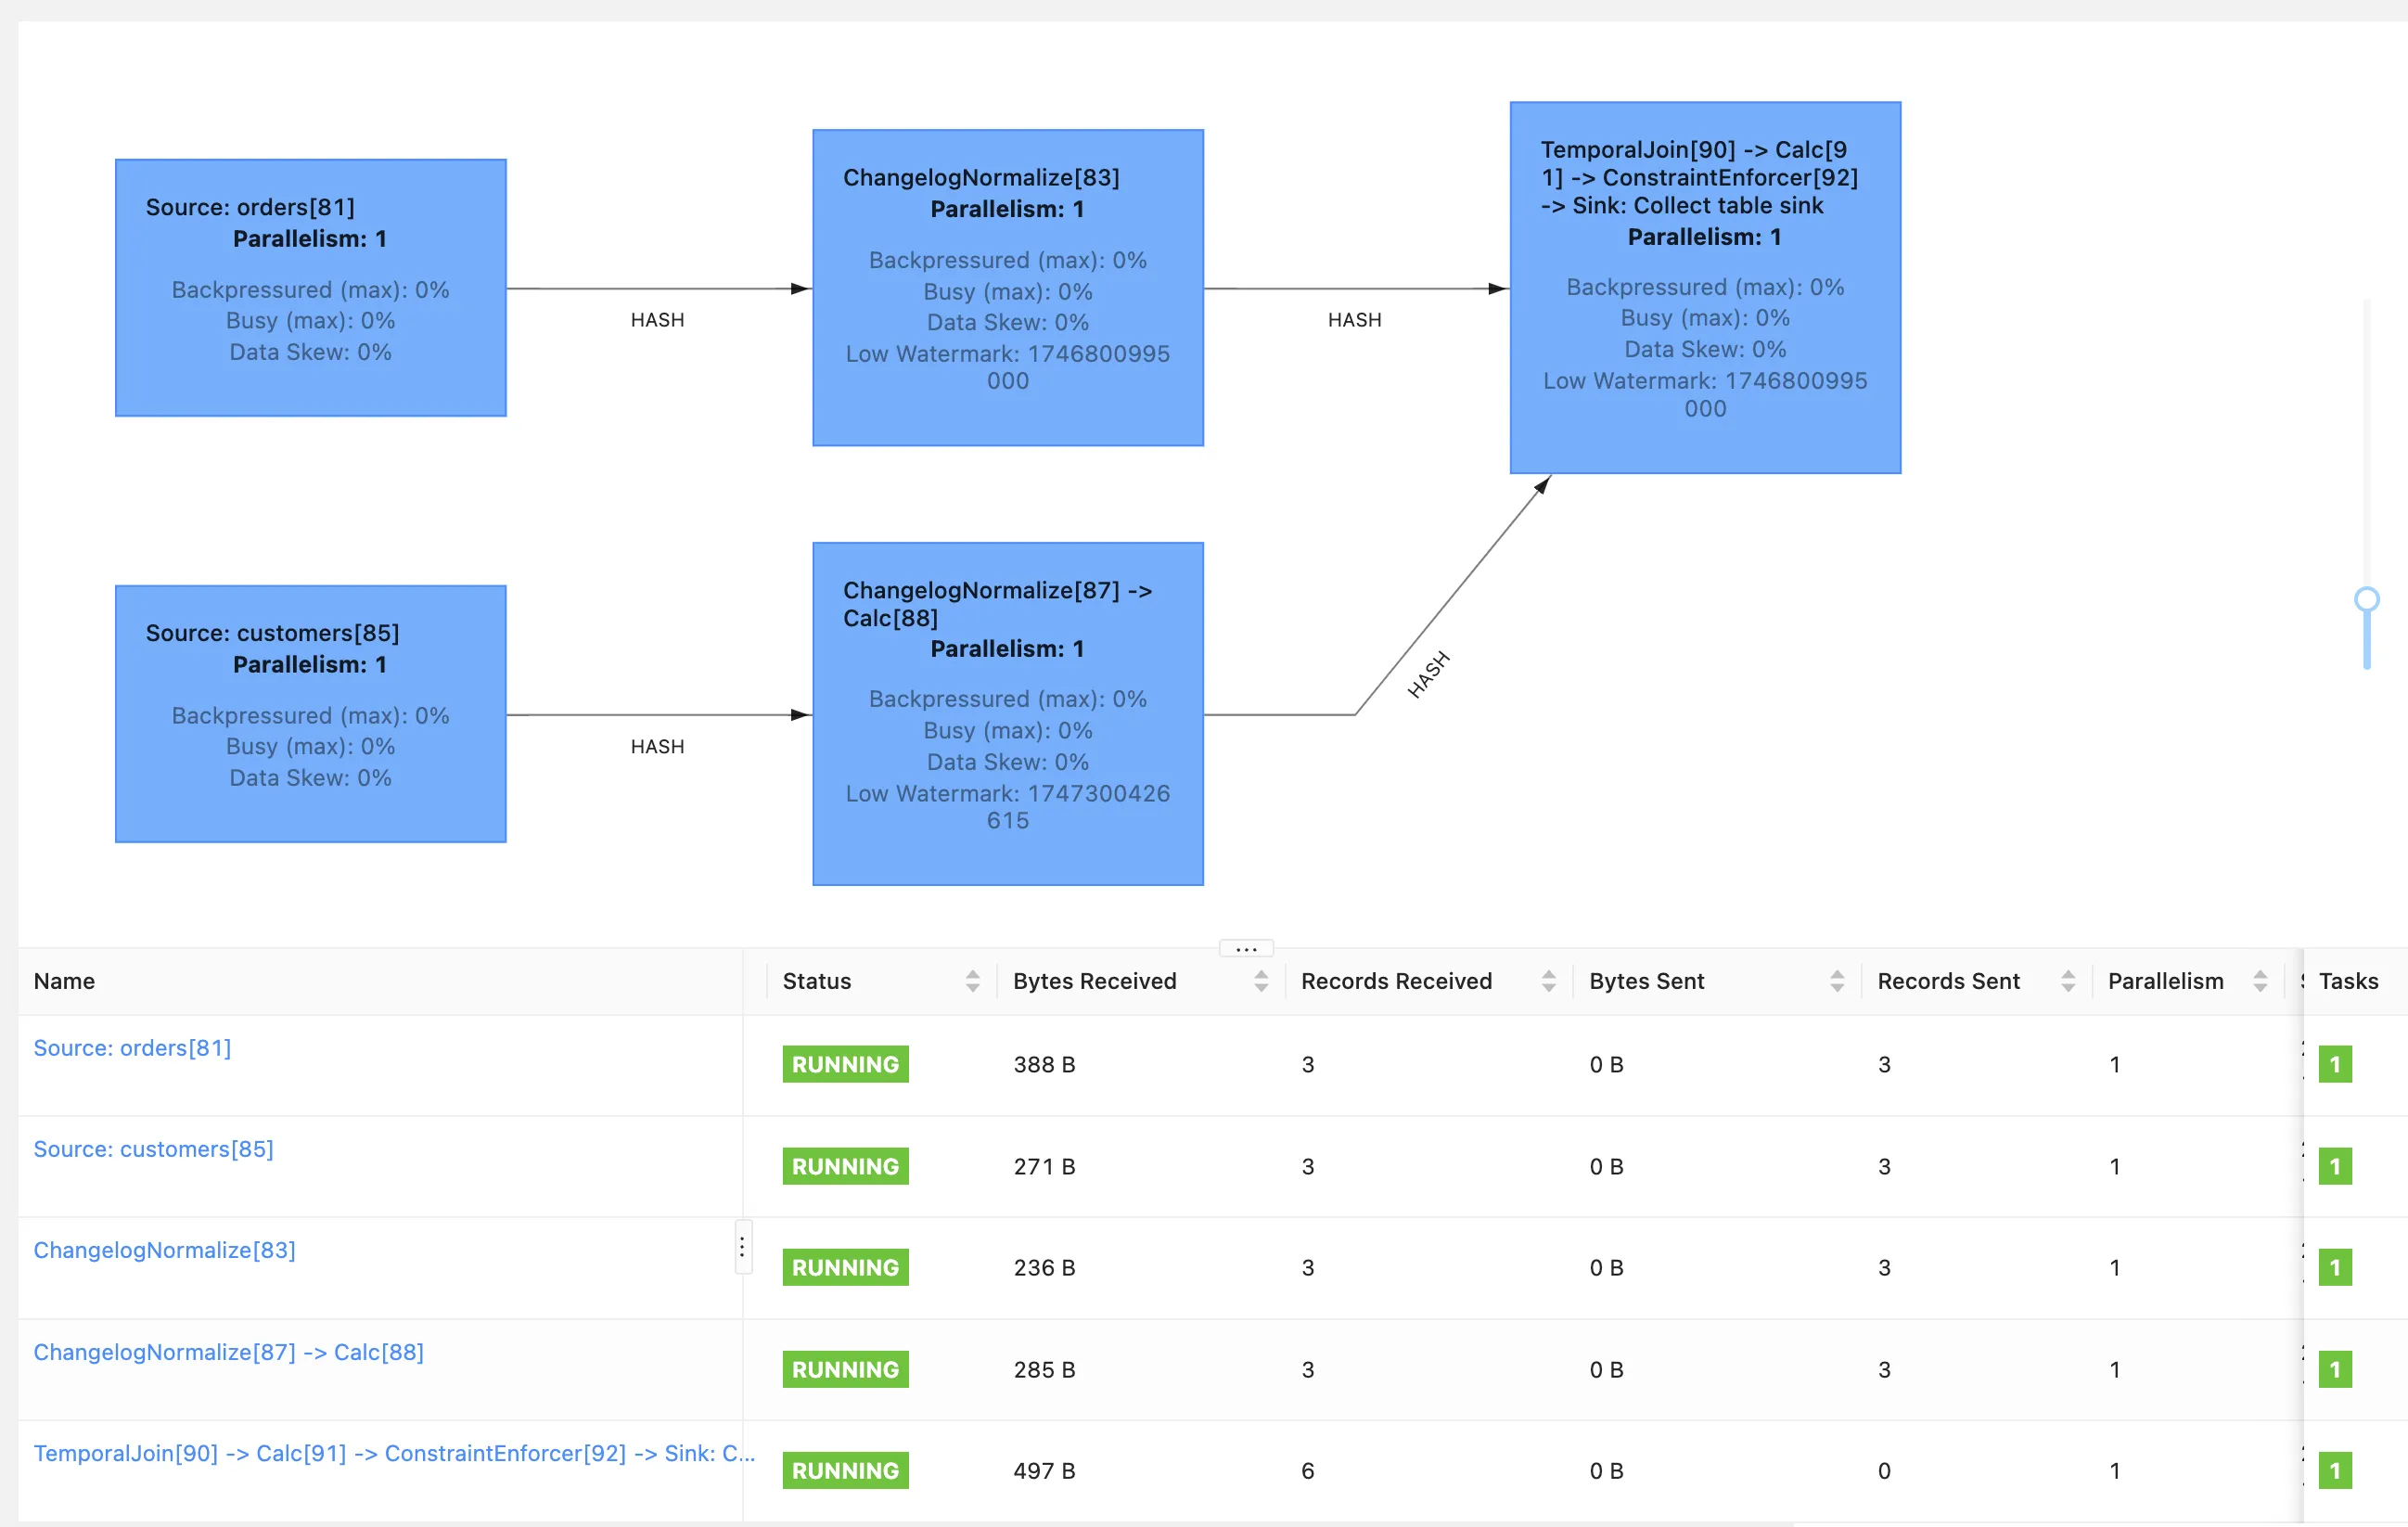 Source: orders[81]
Parallelism: 1
Backpressured (max): 0%
Busy (max): 0%
Data Skew: 0%
HASH
ChangelogNormalize[83]
Parallelism: 1
Backpressured (max): 0%
Busy (max): 0%
Data Skew: 0%
Low Watermark: 1746800995
000
HASH
TemporalJoin[90] -> Calc[9
1] -> ConstraintEnforcer[92]
-> Sink: Collect table sink
Parallelism: 1
Backpressured (max): 0%
Busy (max): 0%
Data Skew: 0%
Low Watermark: 1746800995
000
Source: customers[85]
Parallelism: 1
Backpressured (max): 0%
Busy (max): 0%
Data Skew: 0%
HASH
ChangelogNormalize[87] ->
Calc[88]
Parallelism: 1
Backpressured (max): 0%
Busy (max): 0%
Data Skew: 0%
Low Watermark: 1747300426
615
HASH
Name Status Bytes Received Records Received Bytes Sent Records Sent Parallelism Tasks
Source: orders[81] RUNNING 388 B 3 0 B 3 1 1
Source: customers[85] RUNNING 271 B 3 0 B 3 1 1
ChangelogNormalize[83] RUNNING 236 B 3 0 B 3 1 1
ChangelogNormalize[87] -> Calc[88] RUNNING 285 B 3 0 B 3 1 1
TemporalJoin[90] -> Calc[91] -> ConstraintEnforcer[92] -> Sink: C... RUNNING 497 B 6 0 B 0 1 1